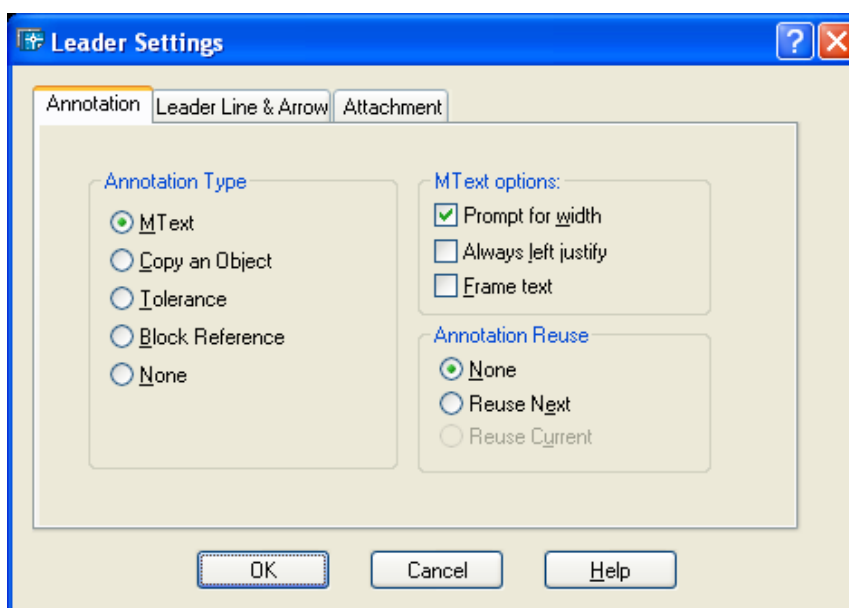 Leader Settings
Annotation
Leader Line & Arrow
Attachment
Annotation Type
MText
Copy an Object
Tolerance
Block Reference
None
MText options:
Prompt for width
Always left justify
Frame text
Annotation Reuse
None
Reuse Next
Reuse Current
OK
Cancel
Help